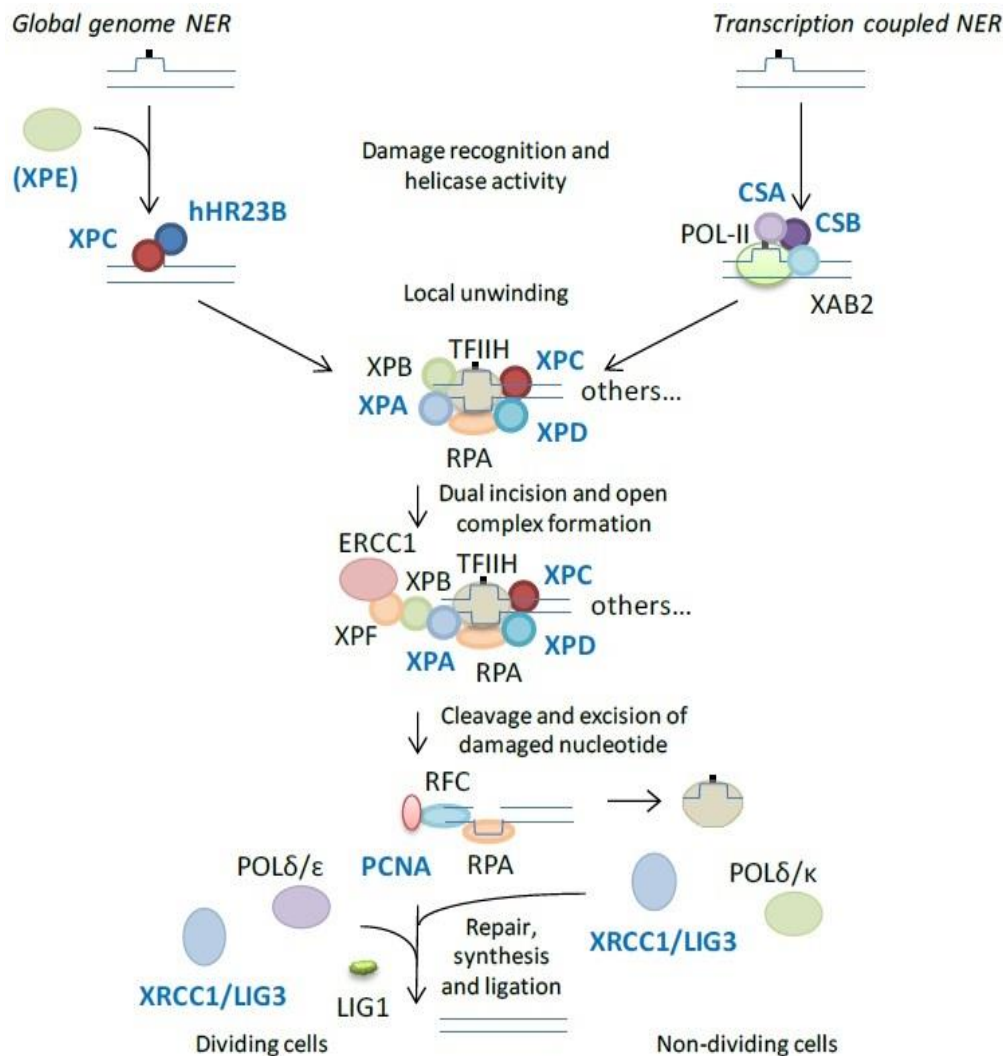 Global genome NER
Transcription coupled NER
(XPE)
Damage recognition and
helicase activity
hHR23B
XPC
CSA
POL-II
CSB
XAB2
Local unwinding
XPB
TFIIH
XPC
XPA
others...
XPD
RPA
Dual incision and open
complex formation
ERCC1
XPB
TFIIH
XPC
others...
XPF
XPA
RPA
XPD
Cleavage and excision of
damaged nucleotide
RFC
PCNA
RPA
POLδ/ε
POLδ/κ
XRCC1/LIG3
LIG1
Repair,
synthesis
and ligation
XRCC1/LIG3
Dividing cells
Non-dividing cells